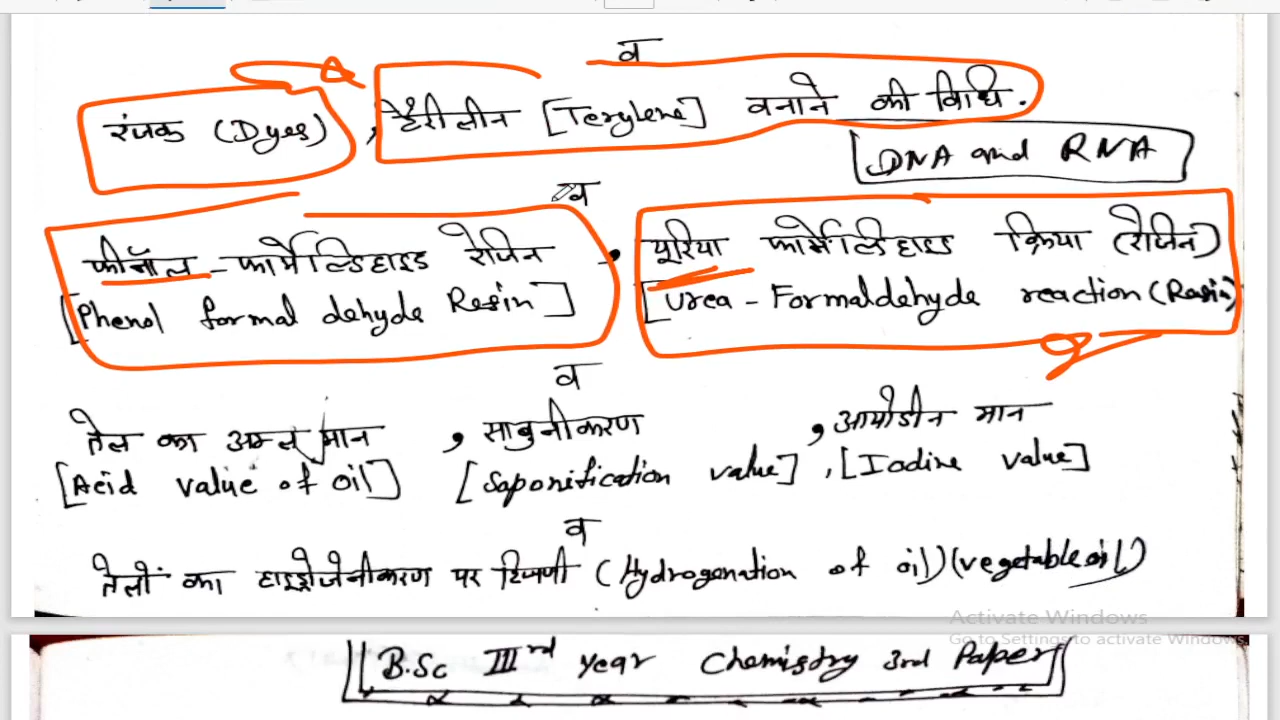 व
रंजक (Dyes) , टेरीलीन [Terylene] बनाने की विधि .
DNA and RNA
व
फीनॉल - फार्मेल्डिहाइड रेजिन . यूरिया फार्मेल्डिहाइड क्रिया (रेजिन)
[Phenol formal dehyde Resin] [Urea - Formaldehyde reaction (Resin)
व
तेल का अम्ल मान , साबुनीकरण , आयोडीन मान
[Acid value of oil] [Saponification value] , [Iodine value]
व
तेलों का हाइड्रोजेनीकरण पर टिप्पणी (Hydrogenation of oil) (vegetable oil)
Activate Windows
Go to Settings to activate Windows.
B.Sc IIIrd year Chemistry 3rd Paper